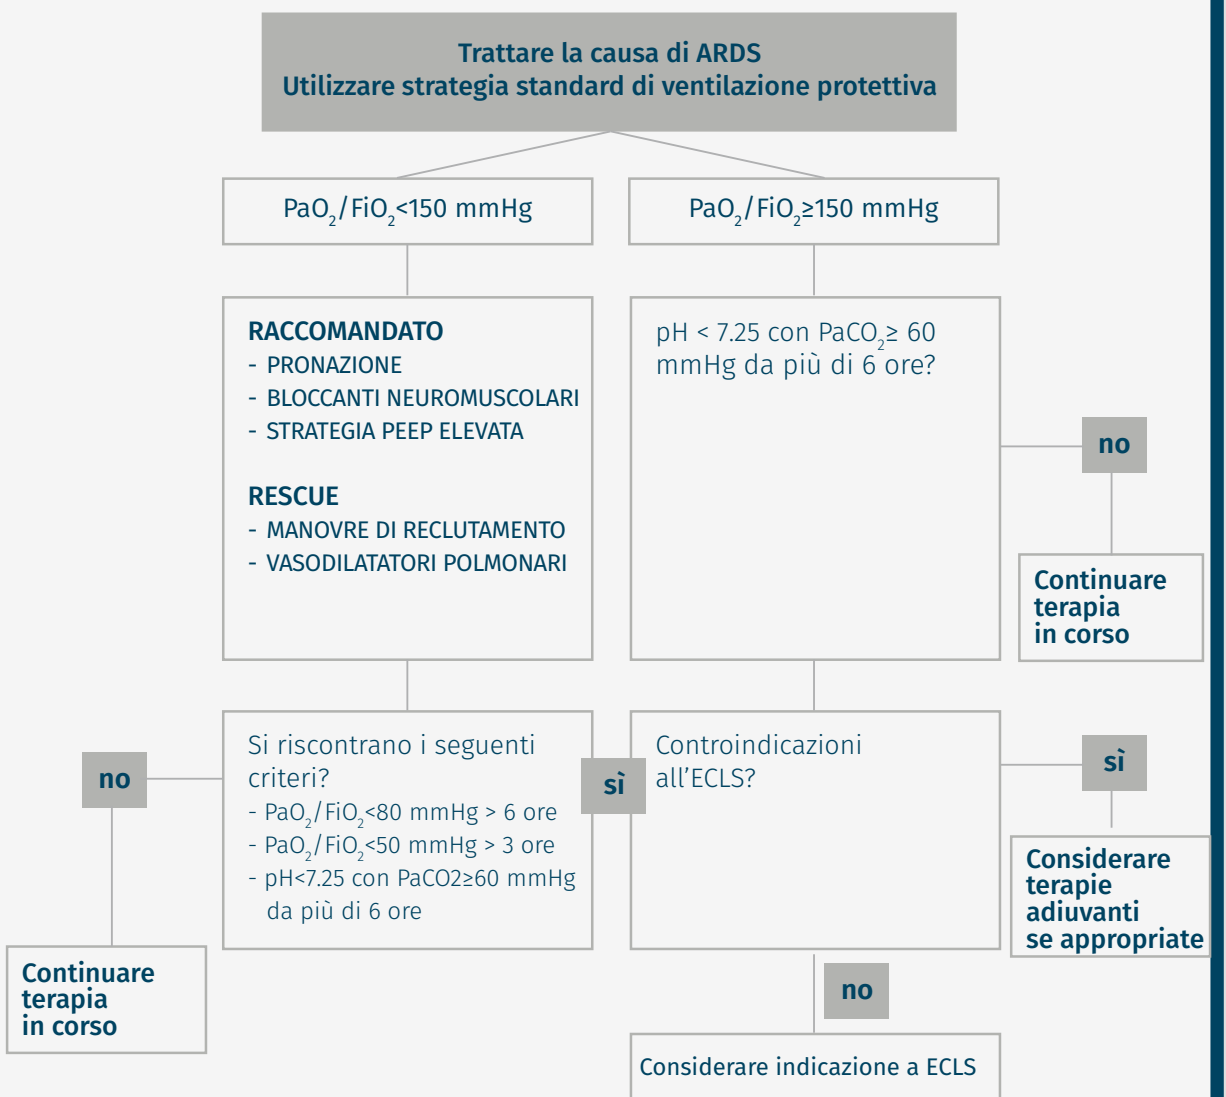 Trattare la causa di ARDS
Utilizzare strategia standard di ventilazione protettiva
PaO₂/FiO₂<150 mmHg
PaO₂/FiO₂≥150 mmHg
RACCOMANDATO
- PRONAZIONE
- BLOCCANTI NEUROMUSCOLARI
- STRATEGIA PEEP ELEVATA
RESCUE
- MANOVRE DI RECLUTAMENTO
- VASODILATATORI POLMONARI
pH < 7.25 con PaCO₂≥ 60
mmHg da più di 6 ore?
no
Continuare
terapia
in corso
no
Si riscontrano i seguenti
criteri?
- PaO₂/FiO₂<80 mmHg > 6 ore
- PaO₂/FiO₂<50 mmHg > 3 ore
- pH<7.25 con PaCO2≥60 mmHg
da più di 6 ore
sì
Controindicazioni
all'ECLS?
sì
Considerare
terapie
adiuvanti
se appropriate
Continuare
terapia
in corso
no
Considerare indicazione a ECLS